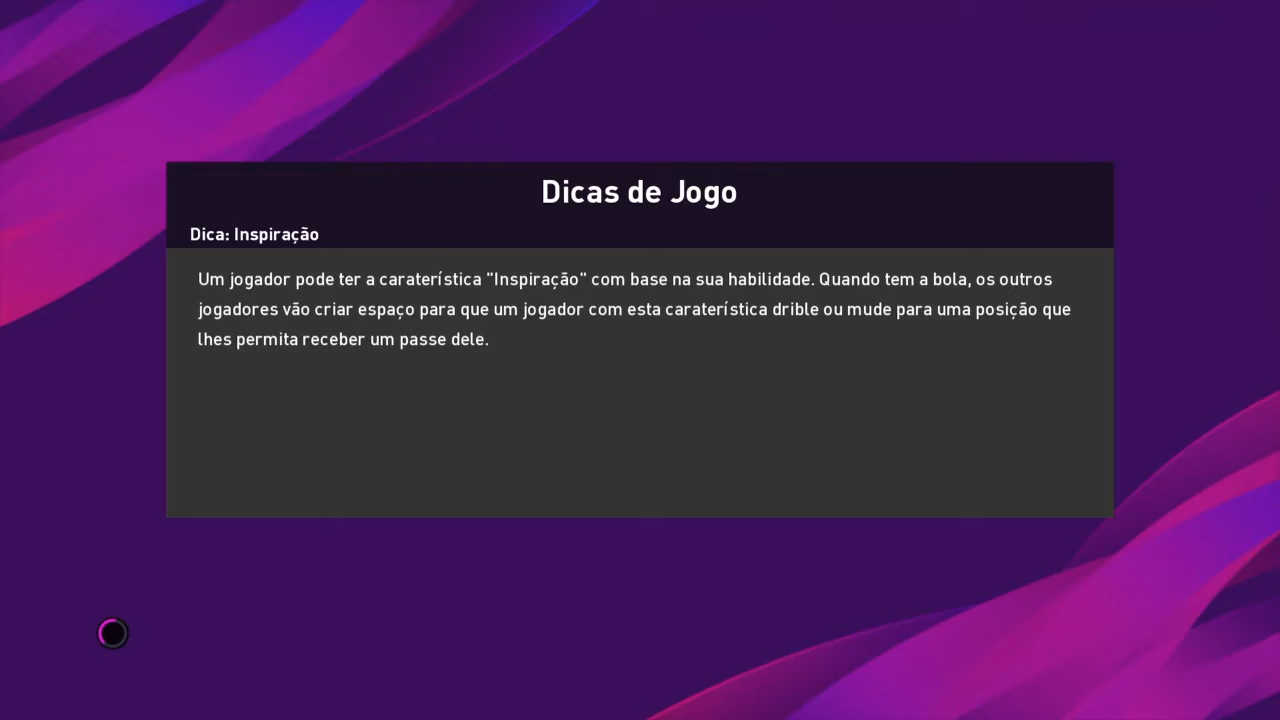 Dicas de Jogo
Dica: Inspiração
Um jogador pode ter a caraterística "Inspiração" com base na sua habilidade. Quando tem a bola, os outros
jogadores vão criar espaço para que um jogador com esta caraterística drible ou mude para uma posição que
lhes permita receber um passe dele.